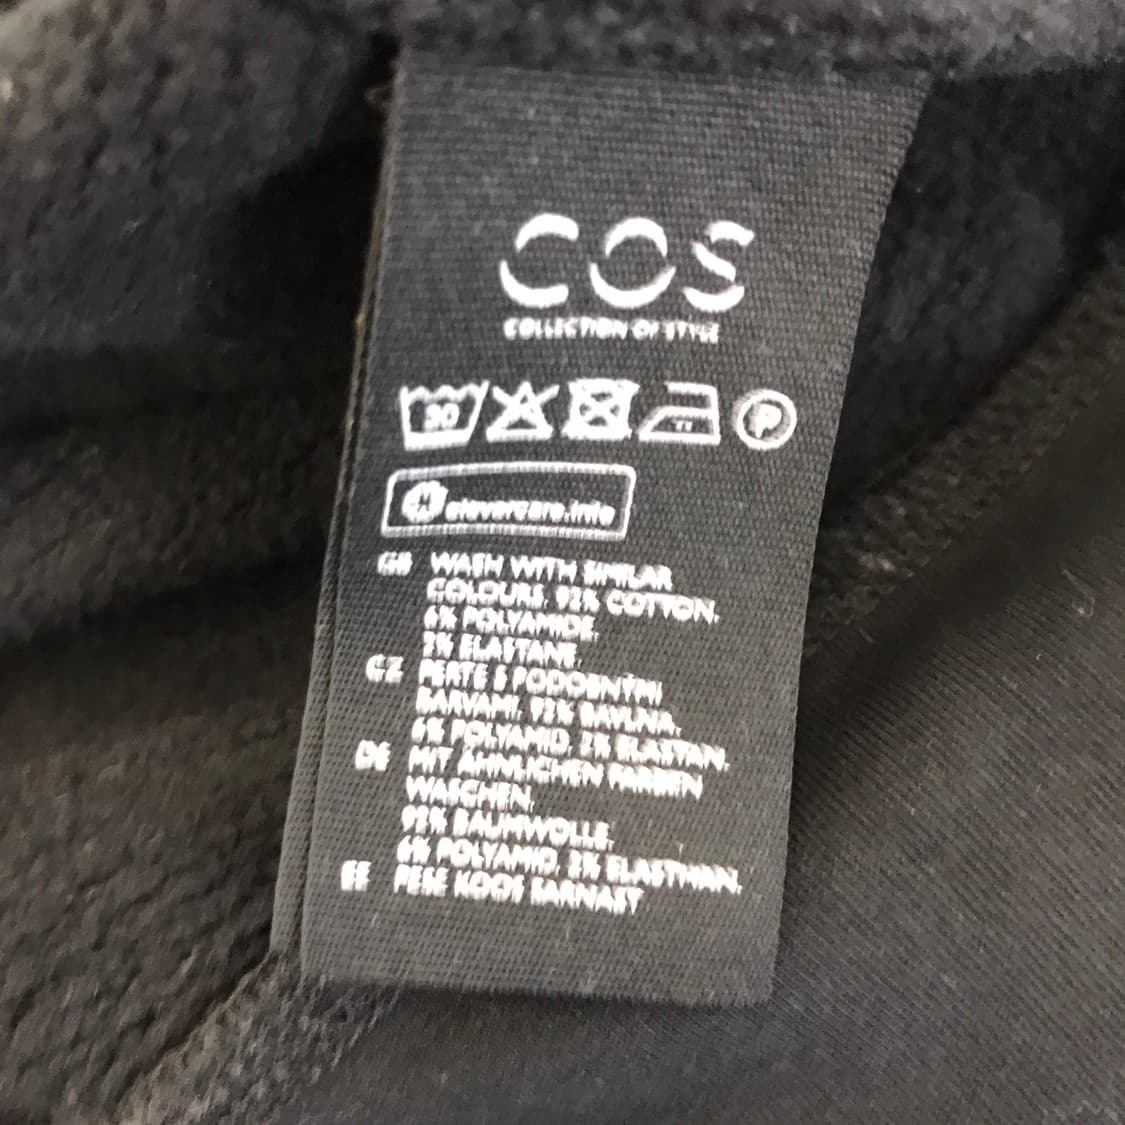 COS
COLLECTION OF STYLE
30
P
clevercare.info
GB WASH WITH SIMILAR
COLOURS. 92% COTTON,
6% POLYAMIDE,
2% ELASTANE.
CZ PERTE S PODOBNÝMI
BARVAMI. 92% BAVLNA,
6% POLYAMID, 2% ELASTAN.
DE MIT ÄHNLICHEN FARBEN
WASCHEN.
92% BAUMWOLLE,
6% POLYAMID, 2% ELASTHAN.
EE PESE KOOS SARNAST